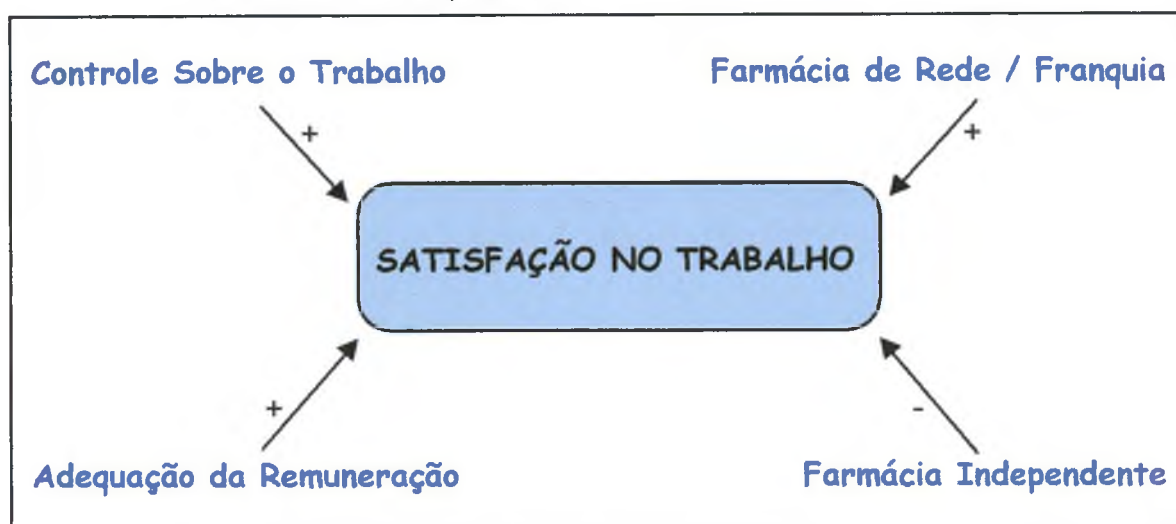 Controle Sobre o Trabalho
Farmácia de Rede / Franquia
+
+
SATISFAÇÃO NO TRABALHO
+
-
Adequação da Remuneração
Farmácia Independente